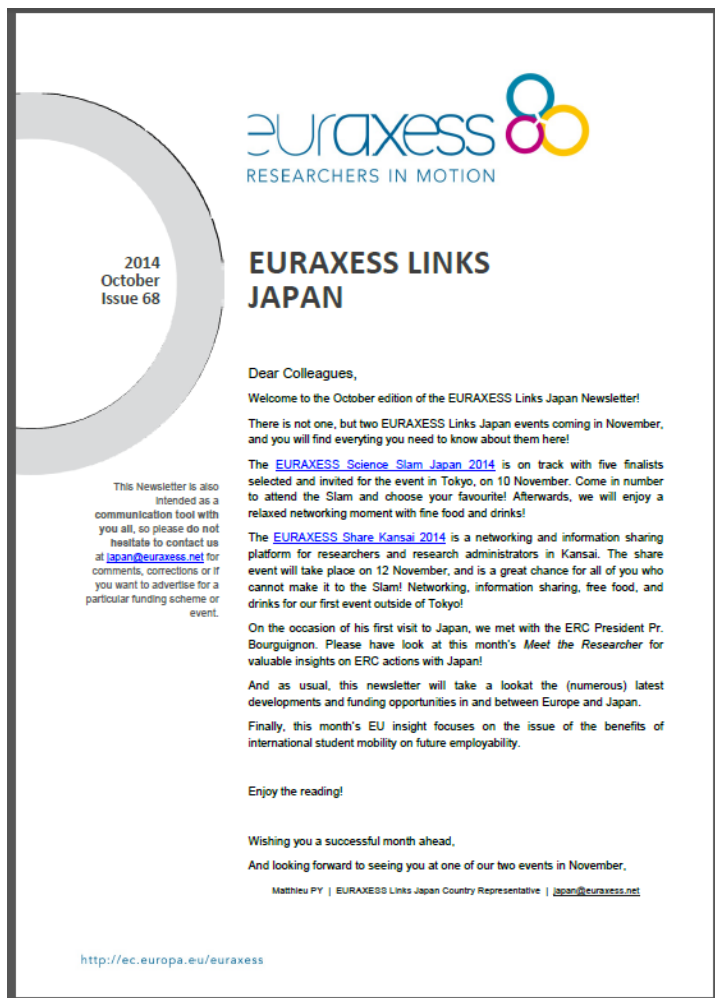 euraxess
RESEARCHERS IN MOTION
2014
October
Issue 68
EURAXESS LINKS
JAPAN
Dear Colleagues,
Welcome to the October edition of the EURAXESS Links Japan Newsletter!
There is not one, but two EURAXESS Links Japan events coming in November,
and you will find everyting you need to know about them here!
The EURAXESS Science Slam Japan 2014 is on track with five finalists
selected and invited for the event in Tokyo, on 10 November. Come in number
to attend the Slam and choose your favourite! Afterwards, we will enjoy a
relaxed networking moment with fine food and drinks!
The EURAXESS Share Kansai 2014 is a networking and information sharing
platform for researchers and research administrators in Kansai. The share
event will take place on 12 November, and is a great chance for all of you who
cannot make it to the Slam! Networking, information sharing, free food, and
drinks for our first event outside of Tokyo!
On the occasion of his first visit to Japan, we met with the ERC President Pr.
Bourguignon. Please have look at this month's Meet the Researcher for
valuable insights on ERC actions with Japan!
And as usual, this newsletter will take a lookat the (numerous) latest
developments and funding opportunities in and between Europe and Japan.
Finally, this month's EU insight focuses on the issue of the benefits of
international student mobility on future employability.
Enjoy the reading!
Wishing you a successful month ahead,
And looking forward to seeing you at one of our two events in November,
Matthieu PY | EURAXESS Links Japan Country Representative | japan@euraxess.net
This Newsletter is also
intended as a
communication tool with
you all, so please do not
hesitate to contact us
at japan@euraxess.net for
comments, corrections or if
you want to advertise for a
particular funding scheme or
event.
http://ec.europa.eu/euraxess